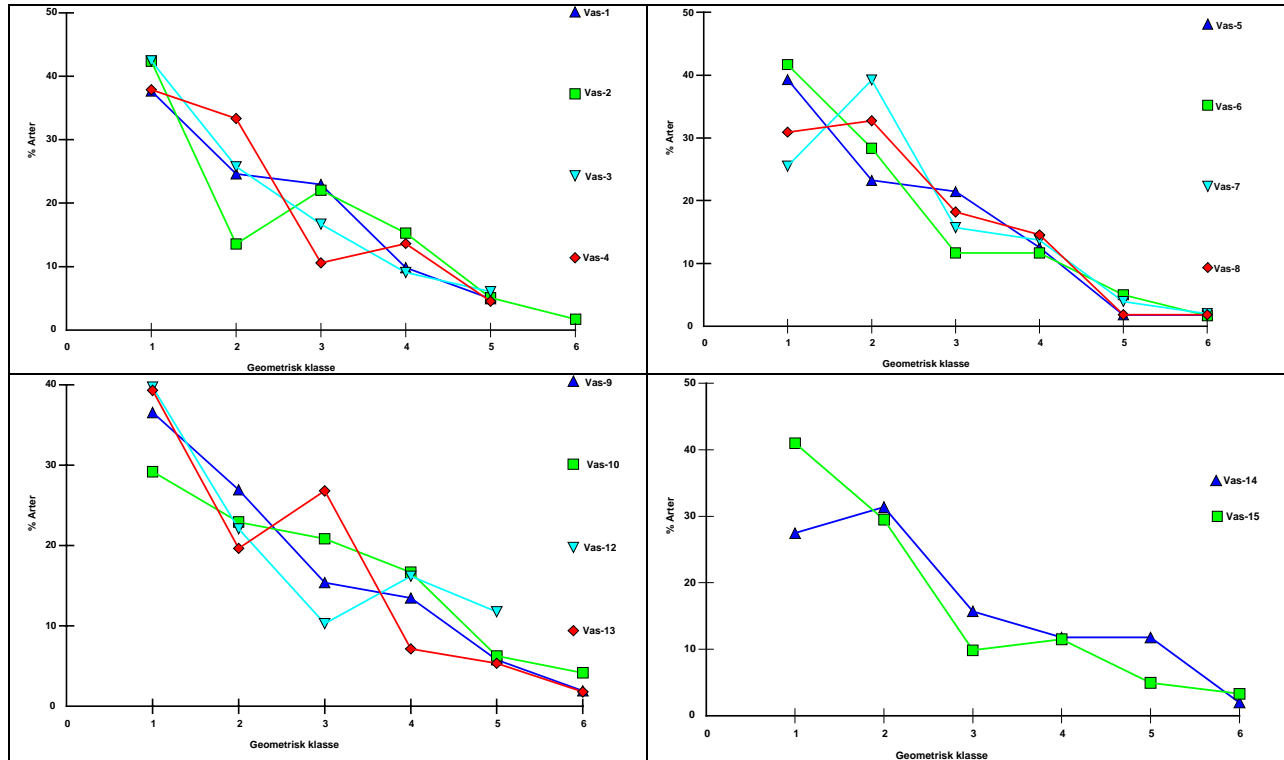 50
40
30
20
10
0
% Arter
0 1 2 3 4 5 6
Geometrisk klasse
Vas-1
Vas-2
Vas-3
Vas-4
50
40
30
20
10
0
% Arter
0 1 2 3 4 5 6
Geometrisk klasse
Vas-5
Vas-6
Vas-7
Vas-8
40
30
20
10
0
% Arter
0 1 2 3 4 5 6
Geometrisk klasse
Vas-9
Vas-10
Vas-12
Vas-13
50
40
30
20
10
0
% Arter
0 1 2 3 4 5 6
Geometrisk klasse
Vas-14
Vas-15